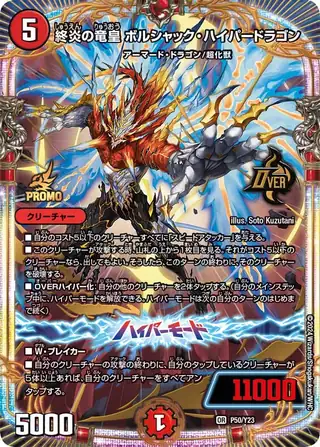 5
しゅうえん りゅうおう
終炎の竜皇 ボルシャック・ハイパードラゴン
アーマード・ドラゴン/超化獣
PROMO
OVER
illus. Soto Kuzutani
クリーチャー
■自分のコスト5以下のクリーチャーすべてに「スピードアタッカー」を与える。
■このクリーチャーが攻撃する時、山札の上から1枚目を見る。それがコスト5以下の
クリーチャーなら、出してもよい。そうしたら、このターンの終わりに、そのクリーチャー
を破壊する。
■OVERハイパー化:自分の他のクリーチャーを2体タップする。(自分のメインステッ
プ中に、ハイパーモードを解放できる。ハイパーモードは次の自分のターンのはじめま
で続く)
ハイパーモード
■W・ブレイカー
■自分のクリーチャーの攻撃の終わりに、自分のタップしているクリーチャーが
5体以上あれば、自分のクリーチャーをすべてアン
タップする。
11000
5000
1
OR P50/Y23